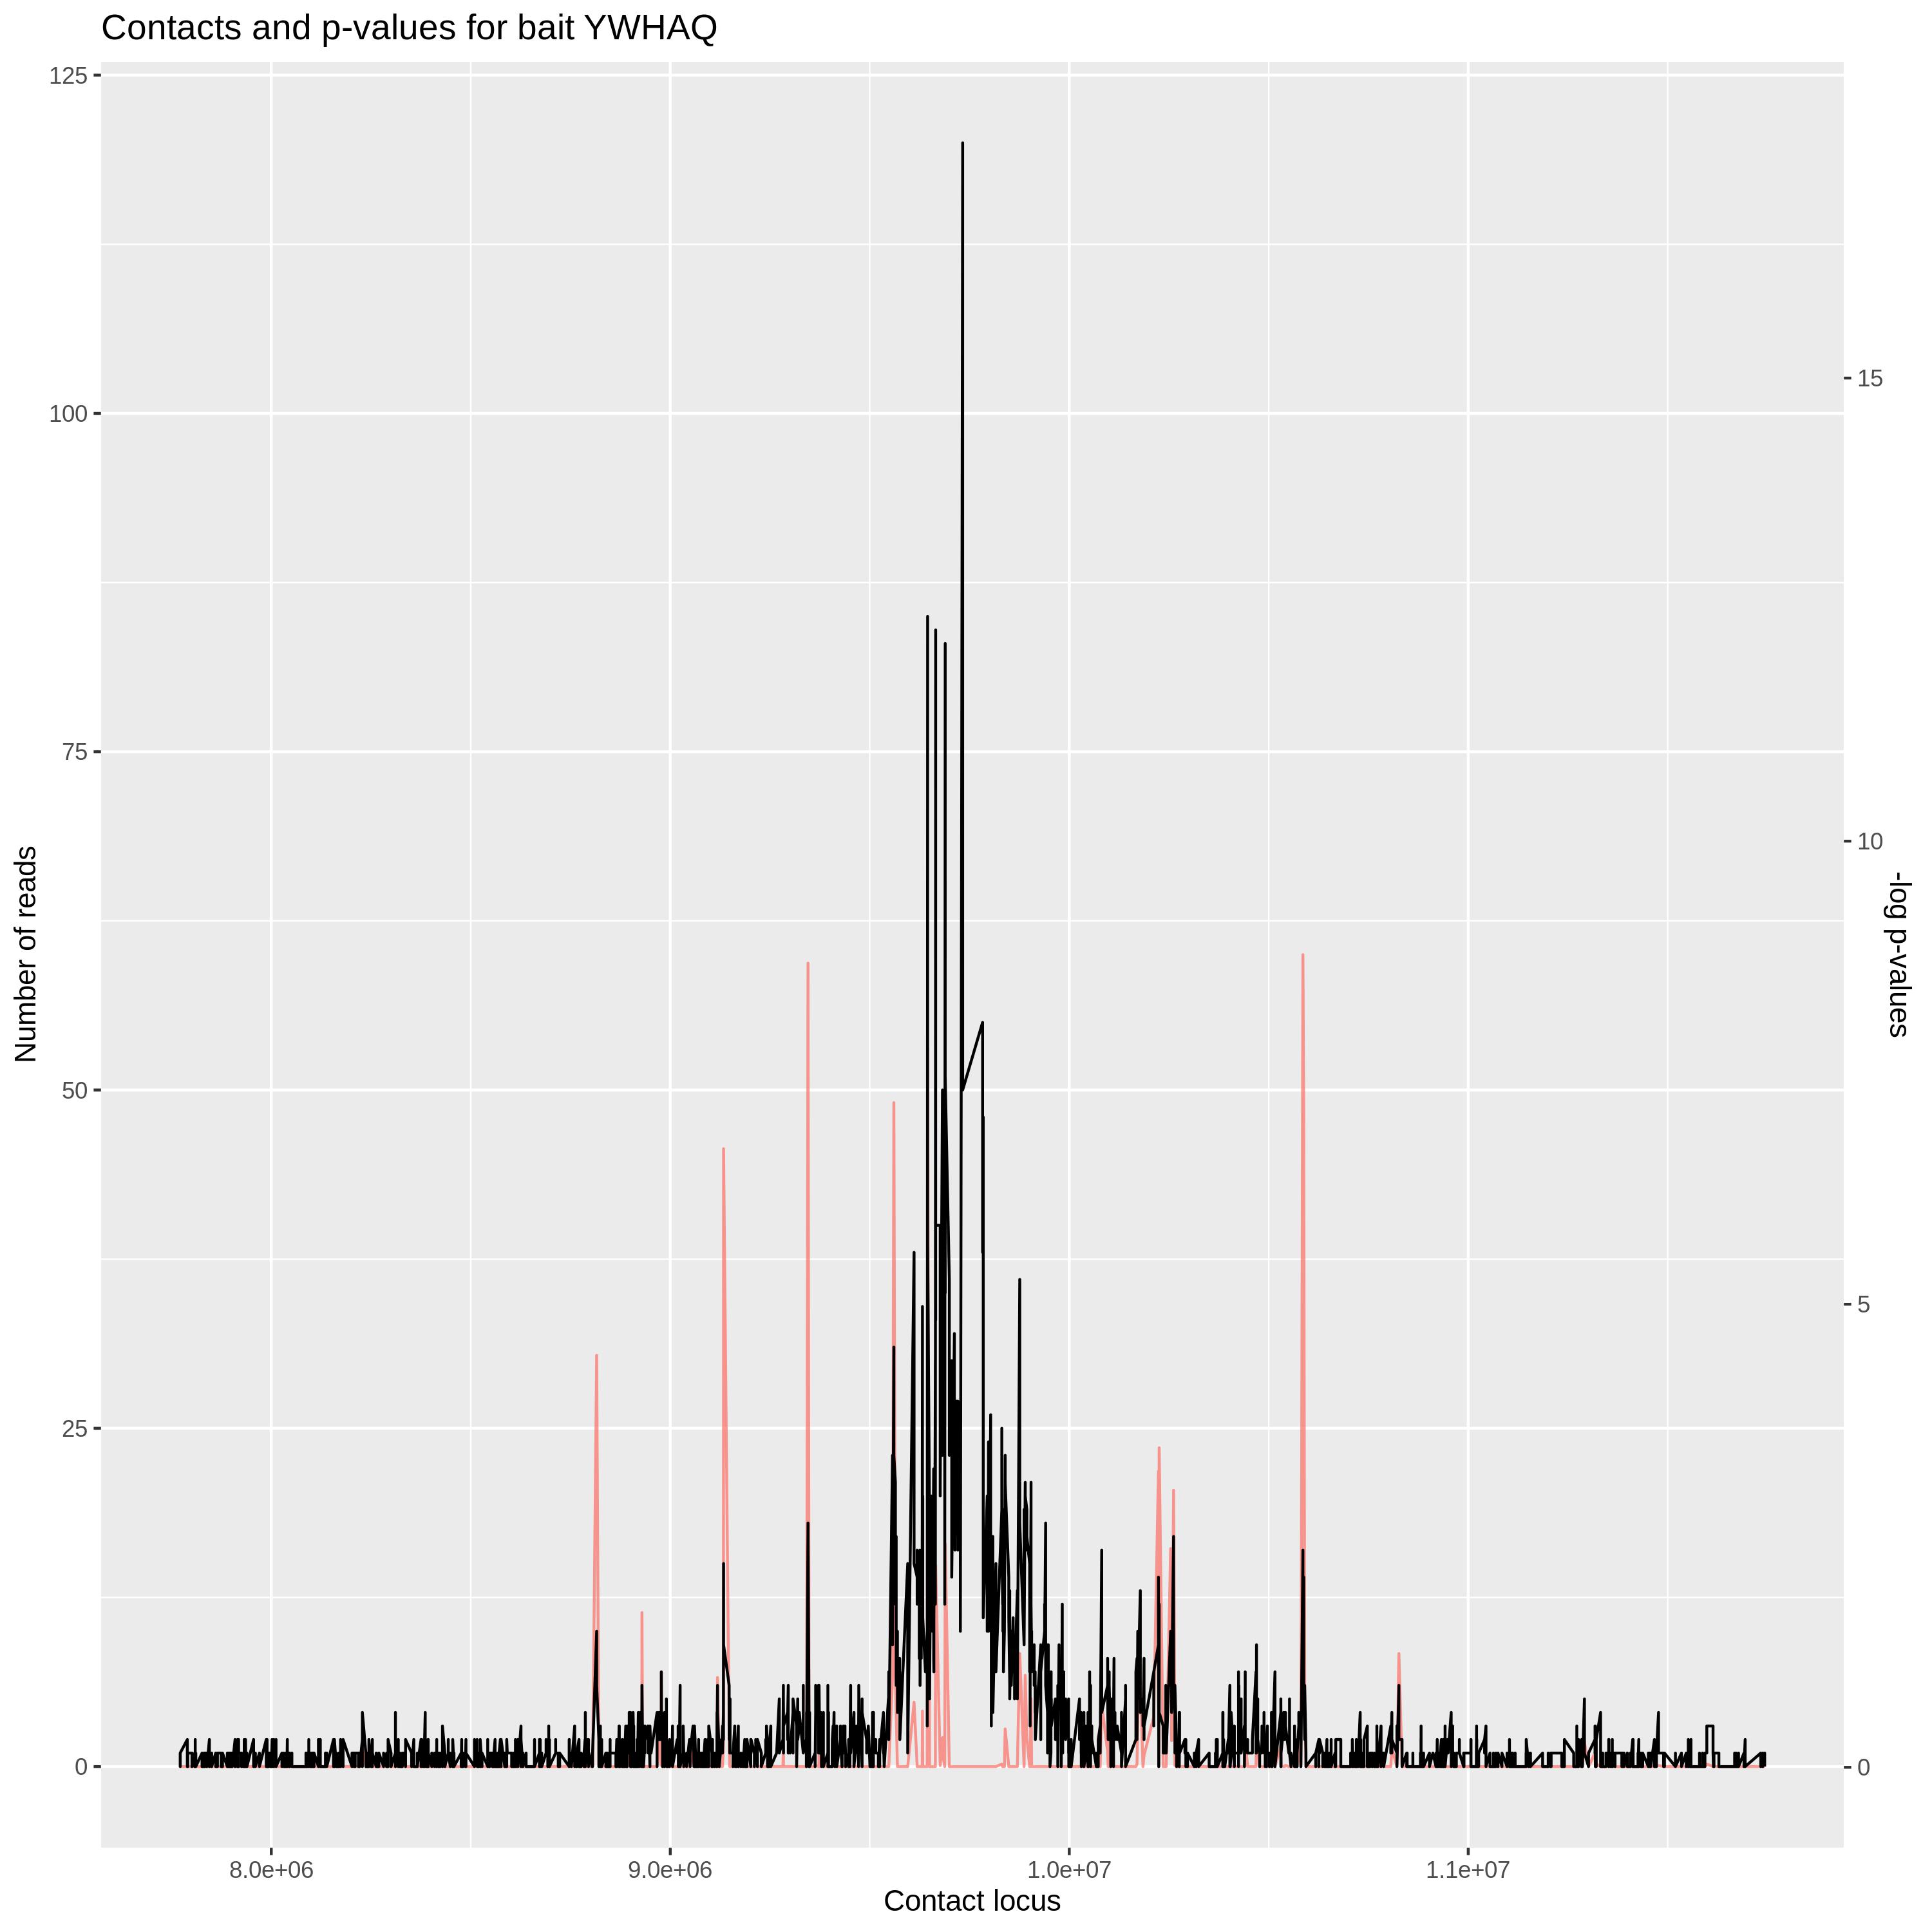 Contacts and p-values for bait YWHAQ
125
100
75
50
25
0
Number of reads
15
10
5
0
-log p-values
8.0e+06
9.0e+06
1.0e+07
1.1e+07
Contact locus